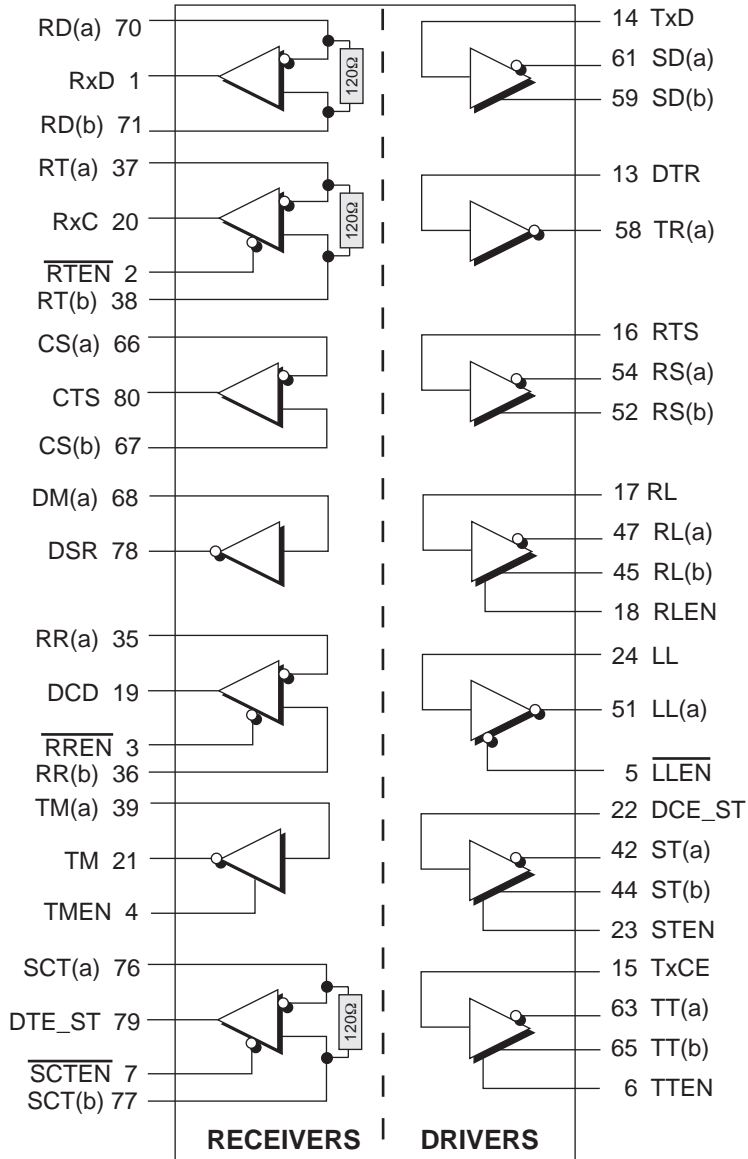 RD(a) 70
RxD 1
RD(b) 71
120Ω
RT(a) 37
RxC 20
RTEN 2
RT(b) 38
120Ω
CS(a) 66
CTS 80
CS(b) 67
DM(a) 68
DSR 78
RR(a) 35
DCD 19
RREN 3
RR(b) 36
TM(a) 39
TM 21
TMEN 4
SCT(a) 76
DTE_ST 79
SCTEN 7
SCT(b) 77
120Ω
RECEIVERS
14 TxD
61 SD(a)
59 SD(b)
13 DTR
58 TR(a)
16 RTS
54 RS(a)
52 RS(b)
17 RL
47 RL(a)
45 RL(b)
18 RLEN
24 LL
51 LL(a)
5 LLEN
22 DCE_ST
42 ST(a)
44 ST(b)
23 STEN
15 TxCE
63 TT(a)
65 TT(b)
6 TTEN
DRIVERS